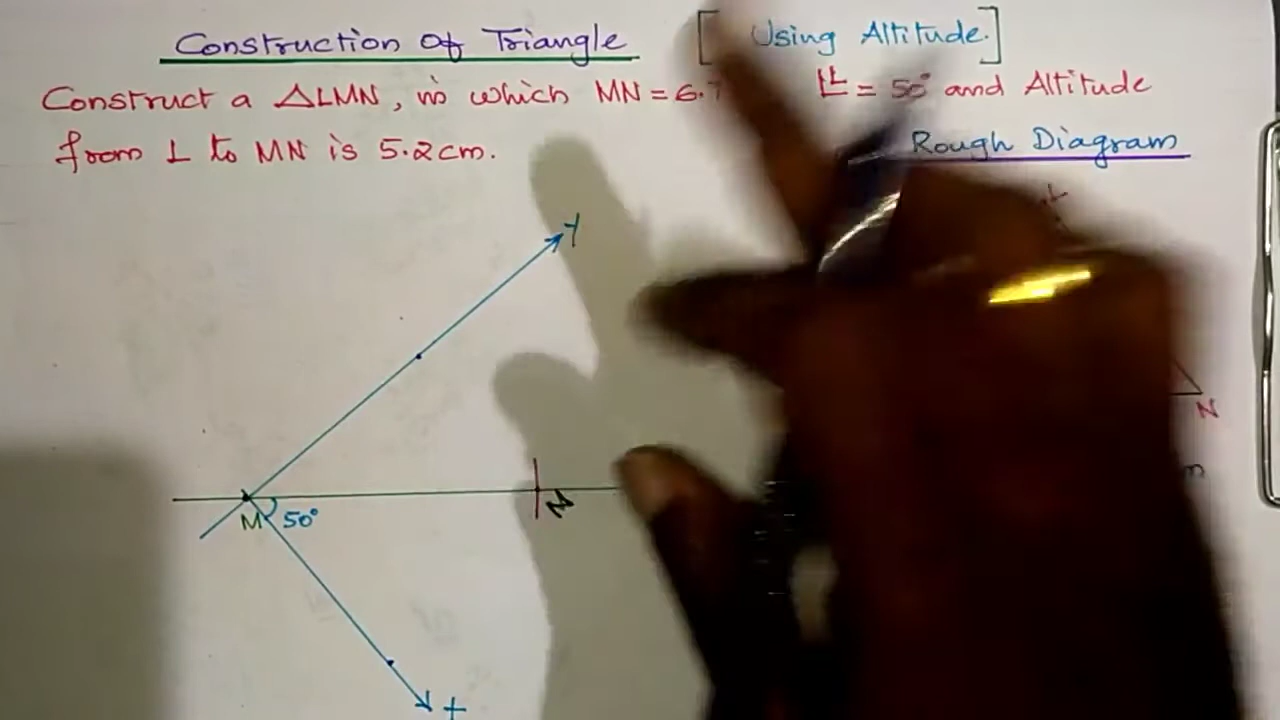 Construction Of Triangle [Using Altitude.]
Construct a △LMN, in which MN = 6.7 ∠L = 50° and Altitude
from L to MN is 5.2cm.
Rough Diagram
L
Y
N
M 50° N
X